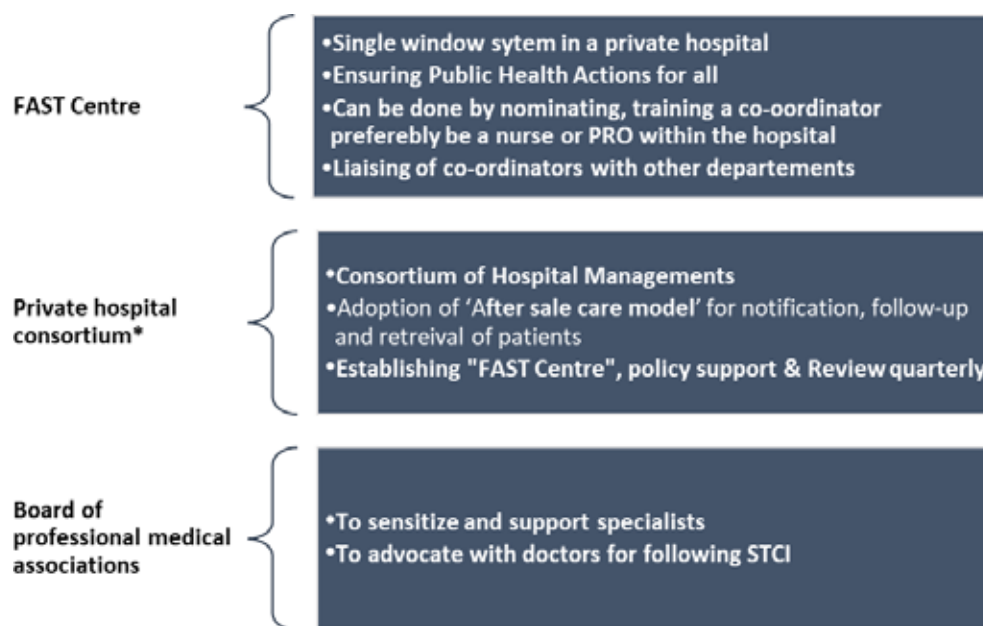 FAST Centre
•Single window sytem in a private hospital
•Ensuring Public Health Actions for all
•Can be done by nominating, training a co-oordinator
preferebly be a nurse or PRO within the hopsital
•Liaising of co-ordinators with other departements
Private hospital
consortium*
•Consortium of Hospital Managements
•Adoption of ‘After sale care model’ for notification, follow-up
and retreival of patients
•Establishing "FAST Centre", policy support & Review quarterly
Board of
professional medical
associations
•To sensitize and support specialists
•To advocate with doctors for following STCI